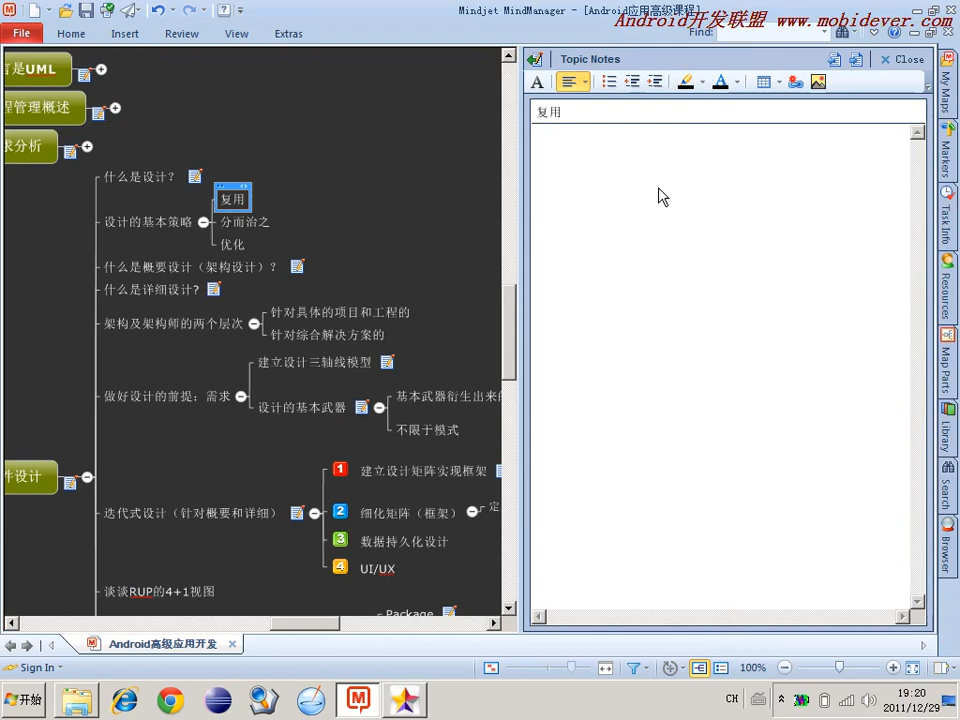 Mindjet MindManager - [Android应用高级课程]
Android开发联盟 www.mobidever.com
File Home Insert Review View Extras Find:
言是UML
程管理概述
求分析
什么是设计？
复用
设计的基本策略
分而治之
优化
什么是概要设计（架构设计）？
什么是详细设计?
架构及架构师的两个层次
针对具体的项目和工程的
针对综合解决方案的
做好设计的前提：需求
建立设计三轴线模型
设计的基本武器
基本武器衍生出来的
不限于模式
件设计
迭代式设计（针对概要和详细）
1 建立设计矩阵实现框架
2 细化矩阵（框架） 定
3 数据持久化设计
4 UI/UX
谈谈RUP的4+1视图
Package
Topic Notes Close
复用
My Maps
Markers
Task Info
Resources
Map Parts
Library
Search
Browser
Android高级应用开发
Sign In 100%
开始 CH 19:20
2011/12/29